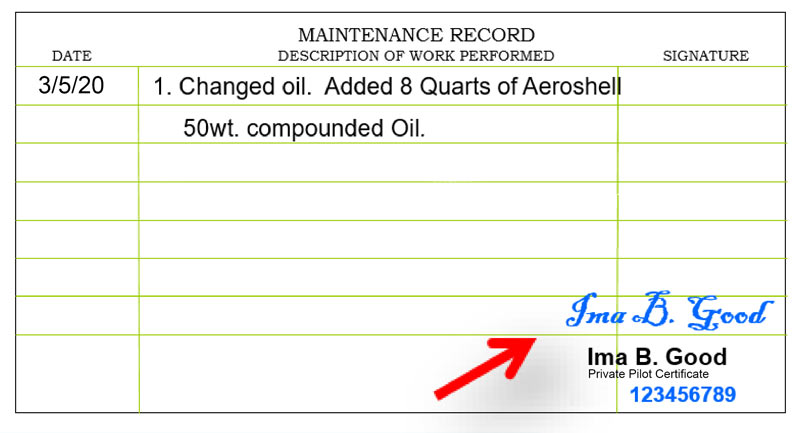 MAINTENANCE RECORD
DATE DESCRIPTION OF WORK PERFORMED SIGNATURE
3/5/20 1. Changed oil. Added 8 Quarts of Aeroshell
50wt. compounded Oil.
Ima B. Good
Ima B. Good
Private Pilot Certificate
123456789